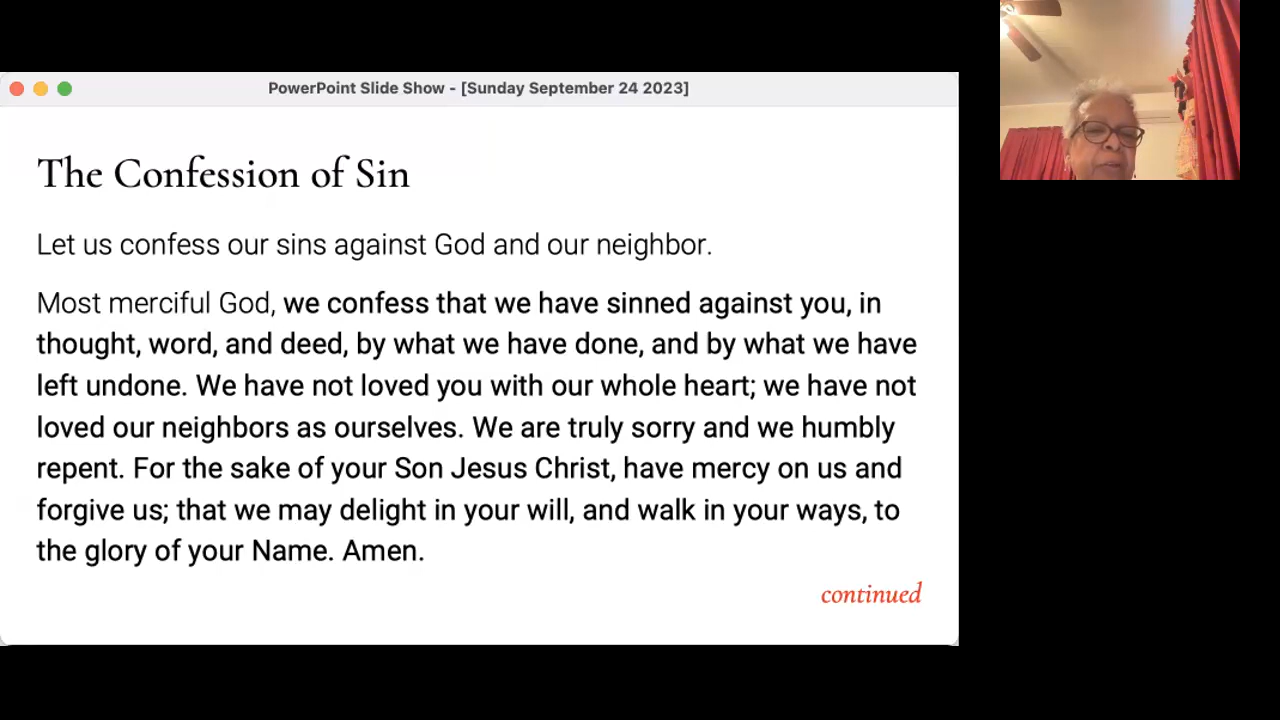 PowerPoint Slide Show - [Sunday September 24 2023]
The Confession of Sin
Let us confess our sins against God and our neighbor.
Most merciful God, we confess that we have sinned against you, in
thought, word, and deed, by what we have done, and by what we have
left undone. We have not loved you with our whole heart; we have not
loved our neighbors as ourselves. We are truly sorry and we humbly
repent. For the sake of your Son Jesus Christ, have mercy on us and
forgive us; that we may delight in your will, and walk in your ways, to
the glory of your Name. Amen.
continued